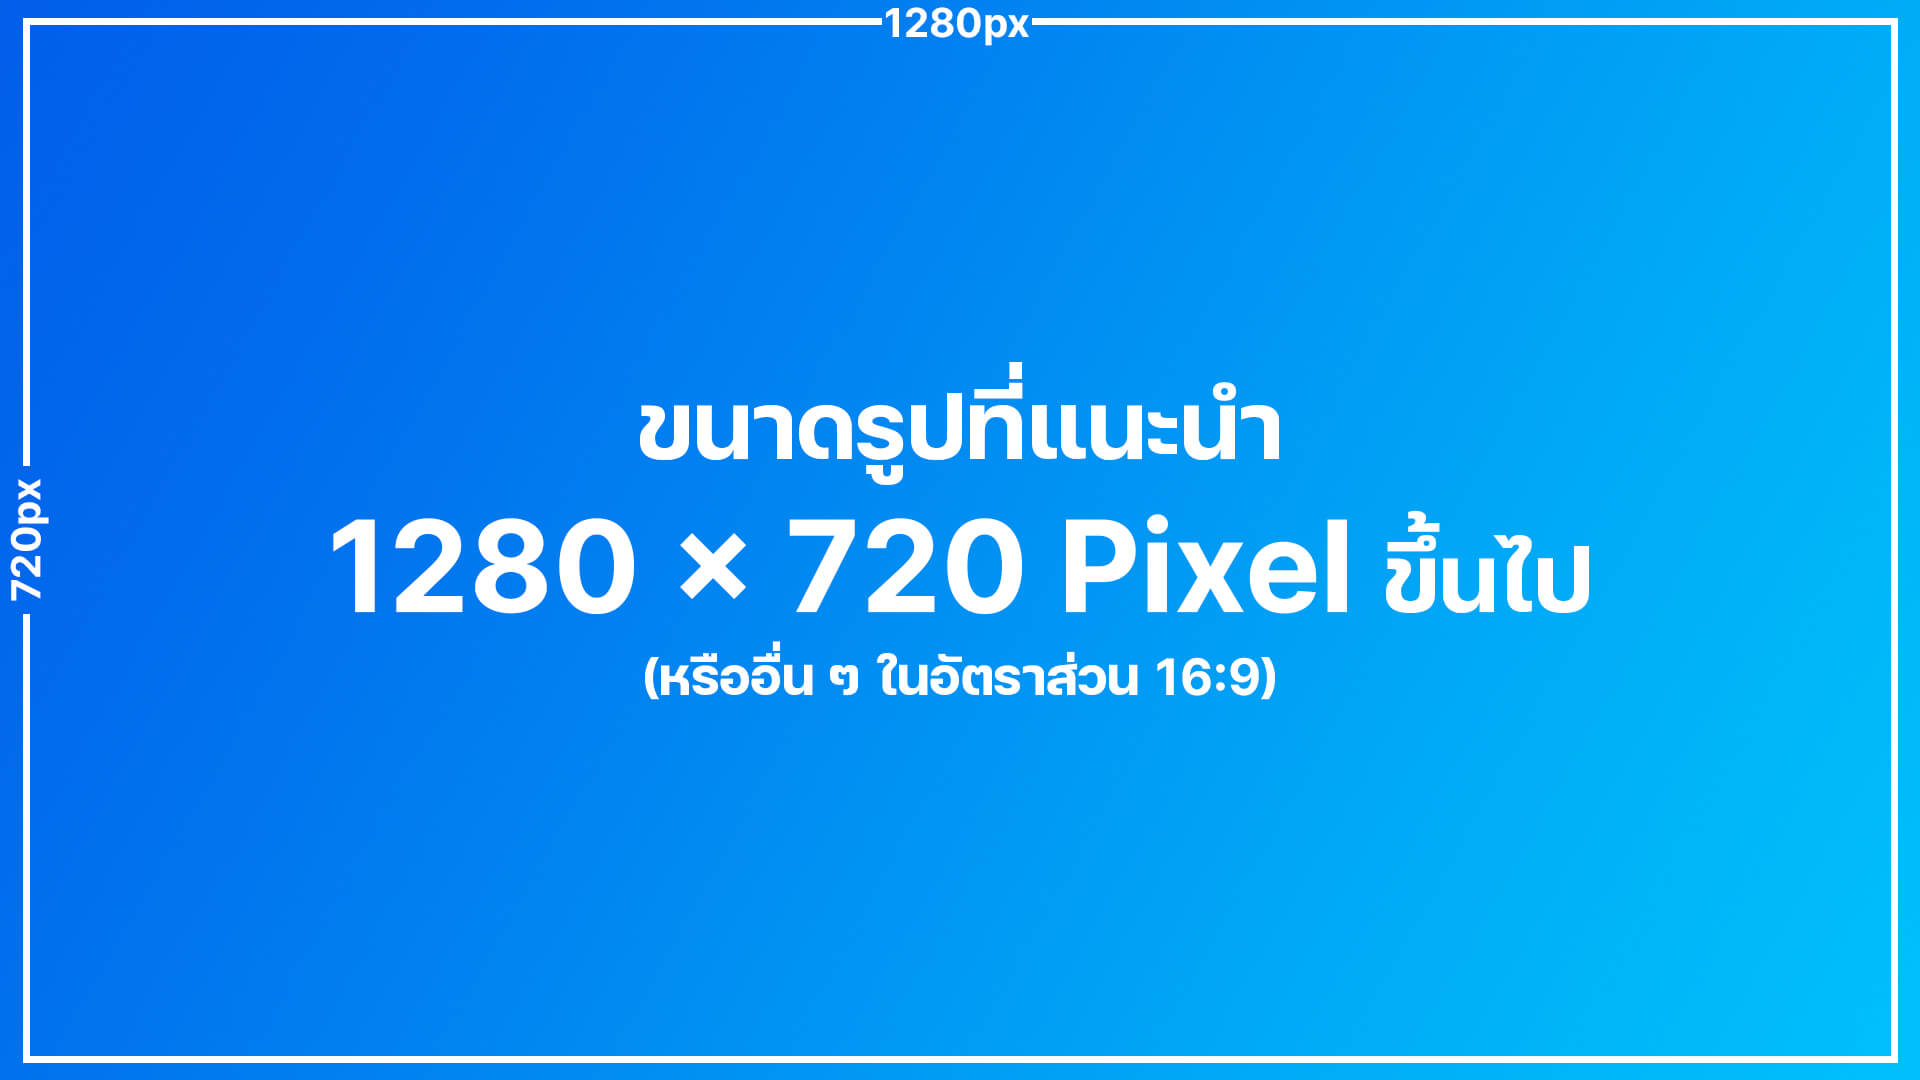 1280px
720px
ขนาดรูปที่แนะนำ
1280 × 720 Pixel ขึ้นไป
(หรืออื่น ๆ ในอัตราส่วน 16:9)